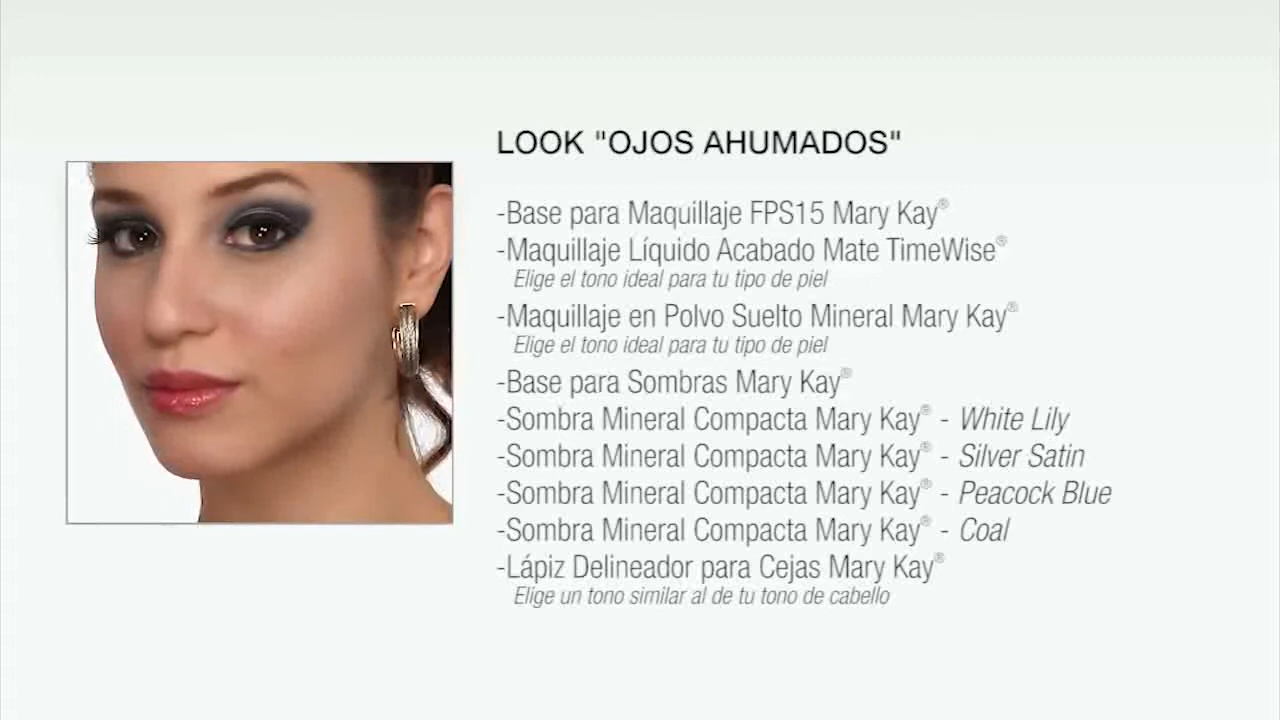 LOOK "OJOS AHUMADOS"
-Base para Maquillaje FPS15 Mary Kay®
-Maquillaje Líquido Acabado Mate TimeWise®
Elige el tono ideal para tu tipo de piel
-Maquillaje en Polvo Suelto Mineral Mary Kay®
Elige el tono ideal para tu tipo de piel
-Base para Sombras Mary Kay®
-Sombra Mineral Compacta Mary Kay® - White Lily
-Sombra Mineral Compacta Mary Kay® - Silver Satin
-Sombra Mineral Compacta Mary Kay® - Peacock Blue
-Sombra Mineral Compacta Mary Kay® - Coal
-Lápiz Delineador para Cejas Mary Kay®
Elige un tono similar al de tu tono de cabello